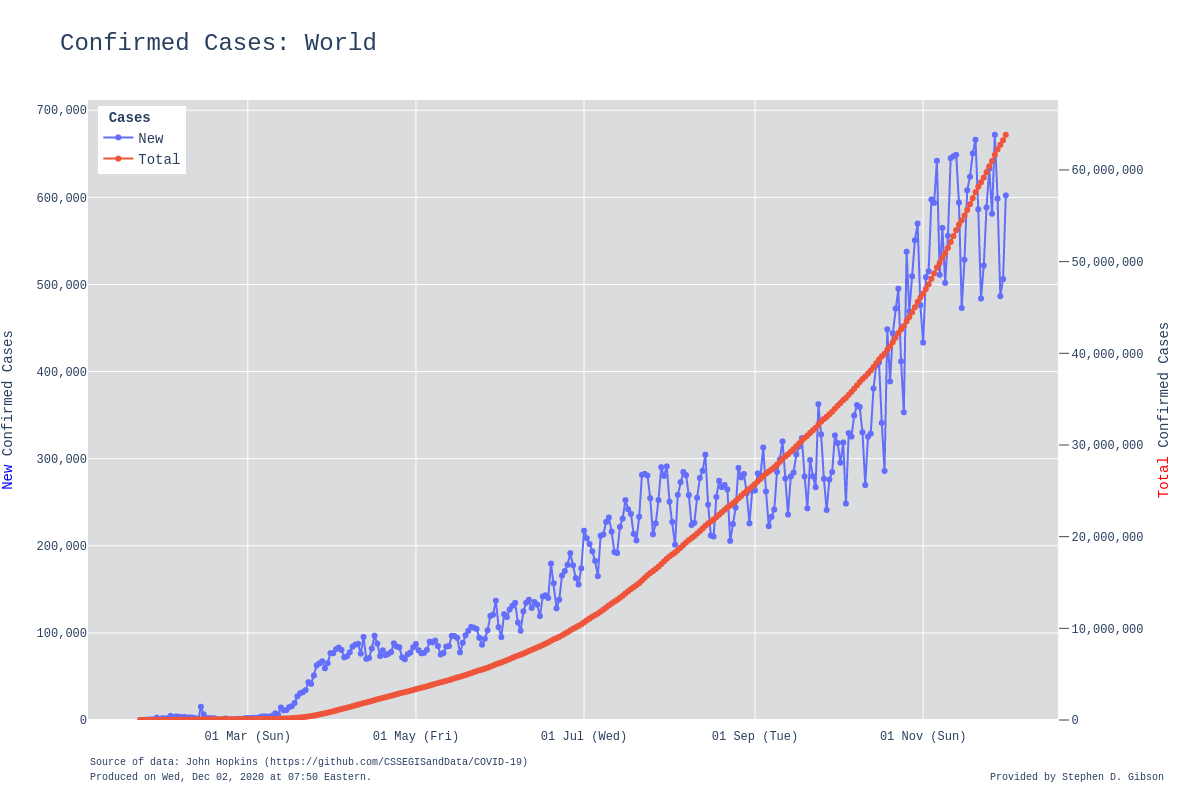 Confirmed Cases: World
Cases
New
Total
700,000
600,000
500,000
400,000
300,000
200,000
100,000
0
60,000,000
50,000,000
40,000,000
30,000,000
20,000,000
10,000,000
0
New Confirmed Cases
Total Confirmed Cases
01 Mar (Sun)
01 May (Fri)
01 Jul (Wed)
01 Sep (Tue)
01 Nov (Sun)
Source of data: John Hopkins (https://github.com/CSSEGISandData/COVID-19)
Produced on Wed, Dec 02, 2020 at 07:50 Eastern.
Provided by Stephen D. Gibson